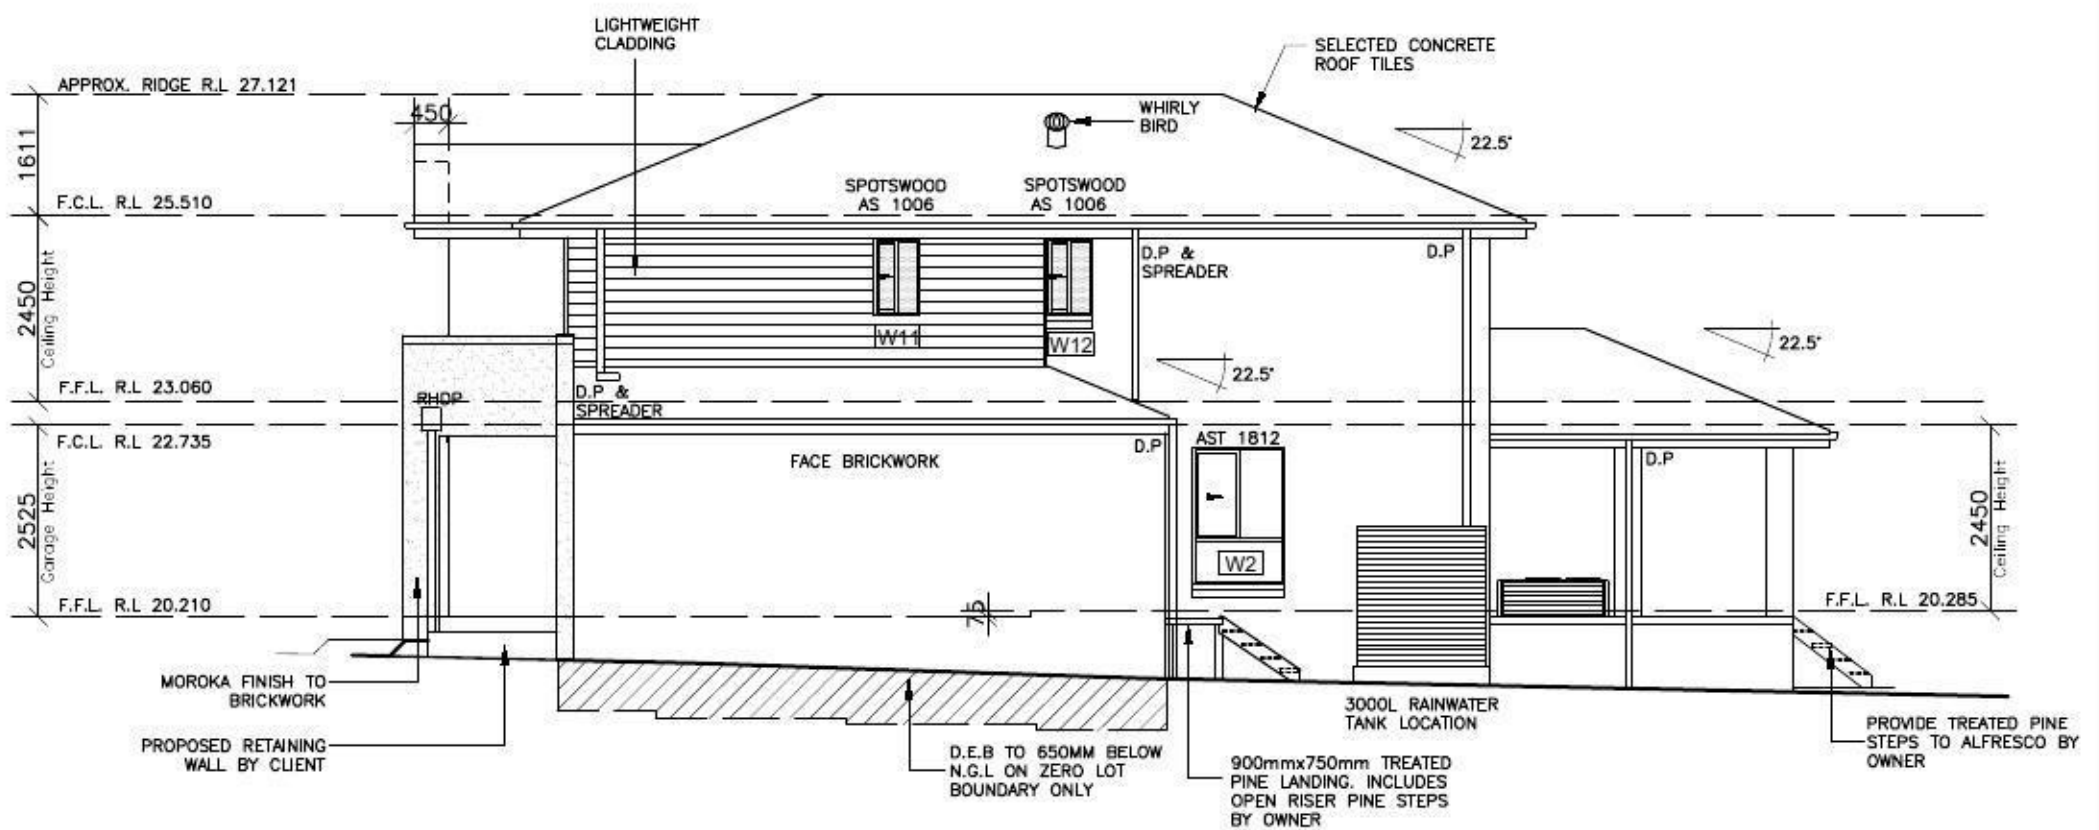 LIGHTWEIGHT
CLADDING
SELECTED CONCRETE
ROOF TILES
APPROX. RIDGE R.L 27.121
450
WHIRLY
BIRD
22.5°
1611
SPOTSWOOD
AS 1006
SPOTSWOOD
AS 1006
F.C.L. R.L 25.510
D.P &
SPREADER
D.P
2450
Ceiling Height
W11
W12
22.5°
22.5°
F.F.L. R.L 23.060
RHDP
D.P &
SPREADER
F.C.L. R.L 22.735
D.P
AST 1812
FACE BRICKWORK
D.P
2525
Garage Height
W2
2450
Ceiling Height
F.F.L. R.L 20.210
75
F.F.L. R.L 20.285
MOROKA FINISH TO
BRICKWORK
3000L RAINWATER
TANK LOCATION
PROPOSED RETAINING
WALL BY CLIENT
D.E.B TO 650MM BELOW
N.G.L ON ZERO LOT
BOUNDARY ONLY
900mmx750mm TREATED
PINE LANDING. INCLUDES
OPEN RISER PINE STEPS
BY OWNER
PROVIDE TREATED PINE
STEPS TO ALFRESCO BY
OWNER